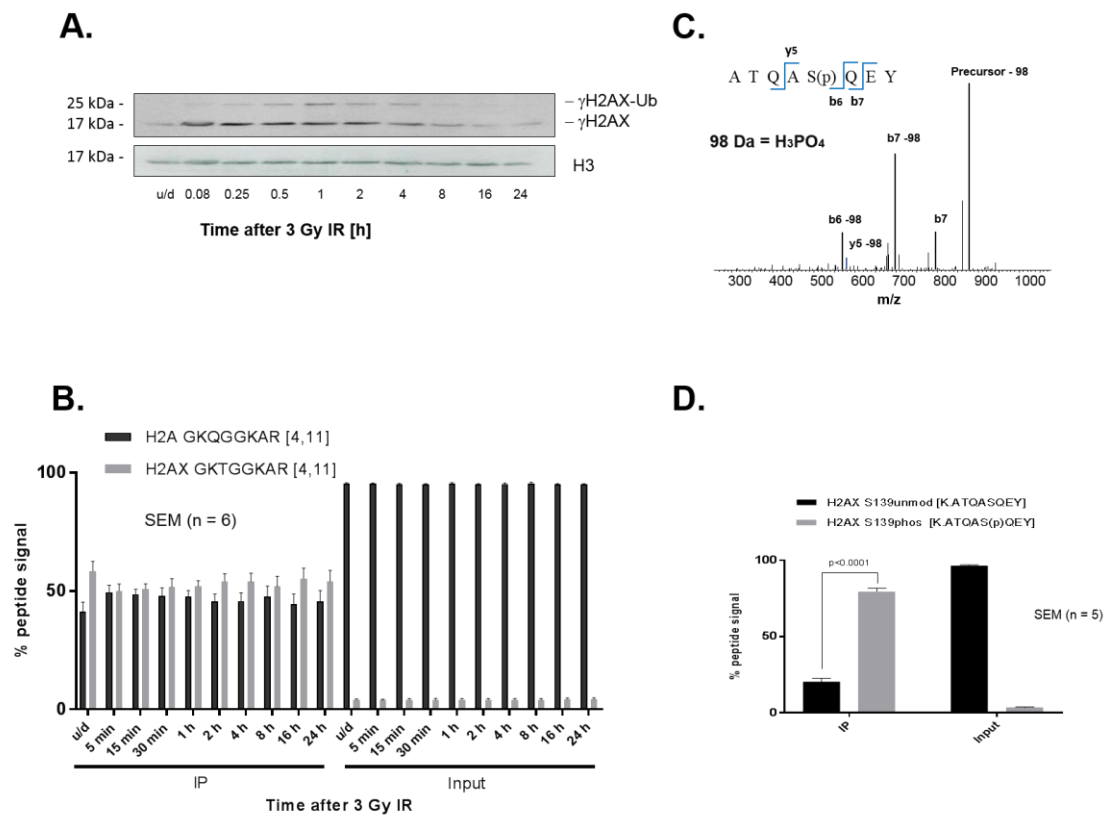 A.
25 kDa -
17 kDa -
– γH2AX-Ub
– γH2AX
17 kDa -
H3
u/d 0.08 0.25 0.5 1 2 4 8 16 24
Time after 3 Gy IR [h]
C.
y5
A T Q A S(p) Q E Y
b6 b7
Precursor - 98
98 Da = H₃PO₄
b7 -98
b6 -98
y5 -98
b7
300 400 500 600 700 800 900 1000
m/z
B.
H2A GKQGGKAR [4,11]
H2AX GKTGGKAR [4,11]
SEM (n = 6)
% peptide signal
100
50
0
u/d 5 min 15 min 30 min 1 h 2 h 4 h 8 h 16 h 24 h u/d 5 min 15 min 30 min 1 h 2 h 4 h 8 h 16 h 24 h
IP Input
Time after 3 Gy IR
D.
H2AX S139unmod [K.ATQASQEY]
H2AX S139phos [K.ATQAS(p)QEY]
% peptide signal
100
50
0
p<0.0001
SEM (n = 5)
IP Input